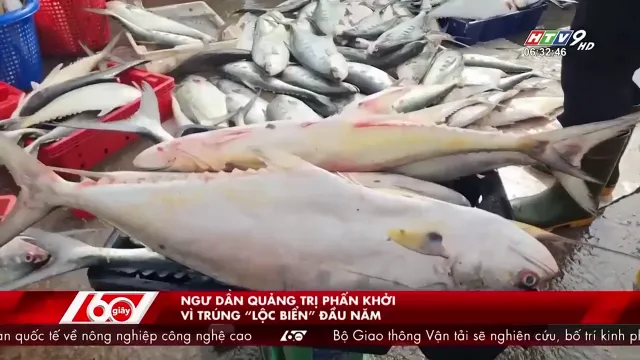 HTV9 HD
06:32:46
60 giây
NGƯ DÂN QUẢNG TRỊ PHẤN KHỞI
VÌ TRÚNG “LỘC BIỂN” ĐẦU NĂM
an quốc tế về nông nghiệp công nghệ cao 60 Bộ Giao thông Vận tải sẽ nghiên cứu, bố trí kinh p